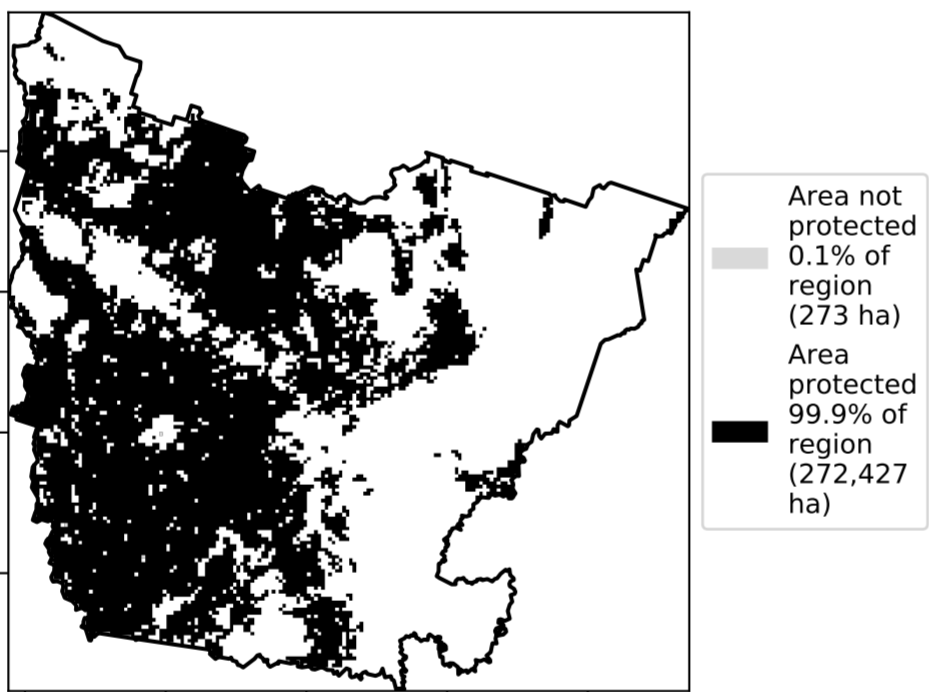 Area not
protected
0.1% of
region
(273 ha)
Area
protected
99.9% of
region
(272,427
ha)